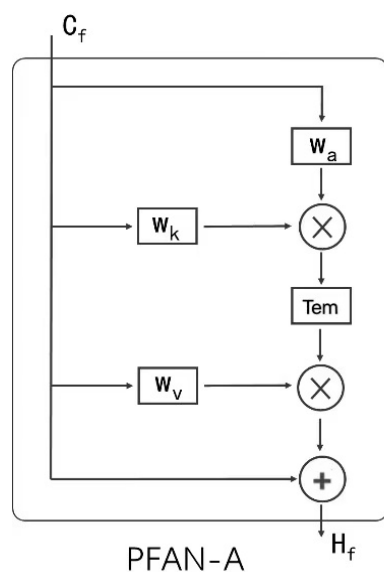 C_f
W_a
W_k
×
Tem
W_v
×
+
H_f
PFAN-A